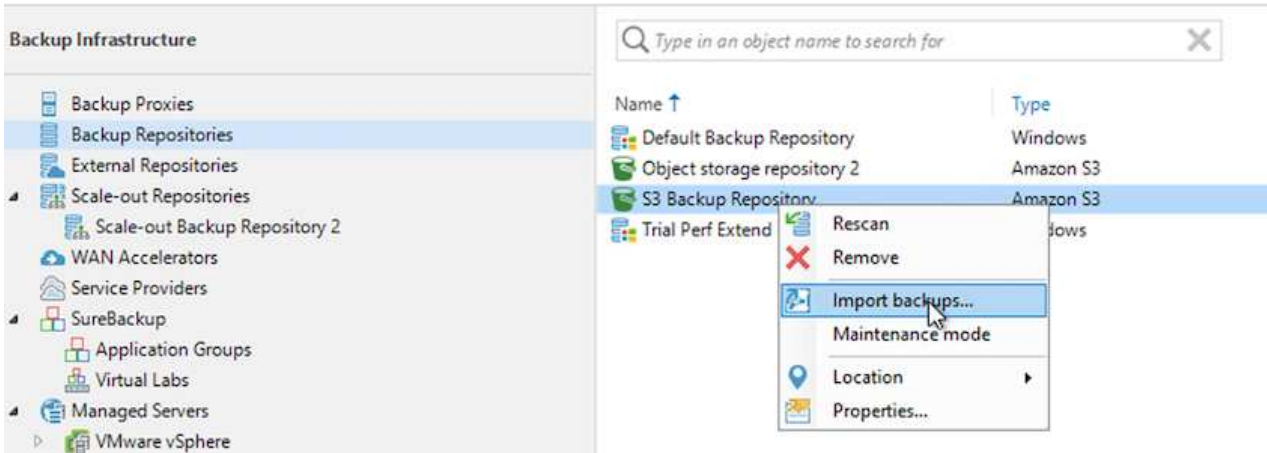 Backup Infrastructure
Backup Proxies
Backup Repositories
External Repositories
Scale-out Repositories
Scale-out Backup Repository 2
WAN Accelerators
Service Providers
SureBackup
Application Groups
Virtual Labs
Managed Servers
VMware vSphere
Type in an object name to search for
Name ↑ Type
Default Backup Repository Windows
Object storage repository 2 Amazon S3
S3 Backup Repository Amazon S3
Trial Perf Extend dows
Rescan
Remove
Import backups...
Maintenance mode
Location
Properties...